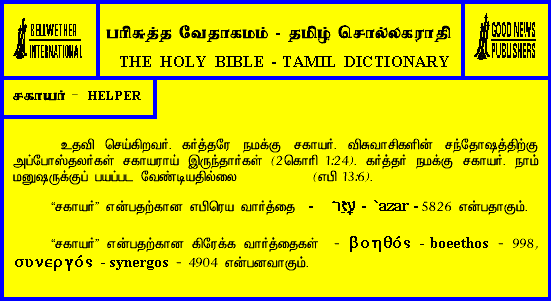 BELLWETHER
INTERNATIONAL
பரிசுத்த வேதாகமம் - தமிழ் சொல்லகராதி
THE HOLY BIBLE - TAMIL DICTIONARY
GOOD NEWS
PUBLISHERS
சகாயர் - HELPER
உதவி செய்கிறவர். கர்த்தரே நமக்கு சகாயர். விசுவாசிகளின் சந்தோஷத்திற்கு
அப்போஸ்தலர்கள் சகாயராய் இருந்தார்கள் (2கொரி 1:24). கர்த்தர் நமக்கு சகாயர். நாம்
மனுஷருக்குப் பயப்பட வேண்டியதில்லை (எபி 13:6).
“சகாயர்” என்பதற்கான எபிரெய வார்த்தை - עָזַר - `azar - 5826 என்பதாகும்.
“சகாயர்” என்பதற்கான கிரேக்க வார்த்தைகள் - βοηθός - boeethos - 998,
συνεργός - synergos - 4904 என்பனவாகும்.